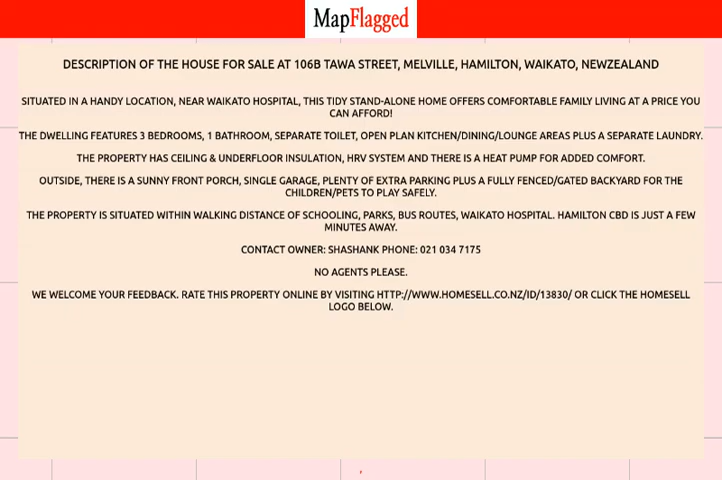 MapFlagged
DESCRIPTION OF THE HOUSE FOR SALE AT 106B TAWA STREET, MELVILLE, HAMILTON, WAIKATO, NEWZEALAND
SITUATED IN A HANDY LOCATION, NEAR WAIKATO HOSPITAL, THIS TIDY STAND-ALONE HOME OFFERS COMFORTABLE FAMILY LIVING AT A PRICE YOU
CAN AFFORD!
THE DWELLING FEATURES 3 BEDROOMS, 1 BATHROOM, SEPARATE TOILET, OPEN PLAN KITCHEN/DINING/LOUNGE AREAS PLUS A SEPARATE LAUNDRY.
THE PROPERTY HAS CEILING & UNDERFLOOR INSULATION, HRV SYSTEM AND THERE IS A HEAT PUMP FOR ADDED COMFORT.
OUTSIDE, THERE IS A SUNNY FRONT PORCH, SINGLE GARAGE, PLENTY OF EXTRA PARKING PLUS A FULLY FENCED/GATED BACKYARD FOR THE
CHILDREN/PETS TO PLAY SAFELY.
THE PROPERTY IS SITUATED WITHIN WALKING DISTANCE OF SCHOOLING, PARKS, BUS ROUTES, WAIKATO HOSPITAL. HAMILTON CBD IS JUST A FEW
MINUTES AWAY.
CONTACT OWNER: SHASHANK PHONE: 021 034 7175
NO AGENTS PLEASE.
WE WELCOME YOUR FEEDBACK. RATE THIS PROPERTY ONLINE BY VISITING HTTP://WWW.HOMESELL.CO.NZ/ID/13830/ OR CLICK THE HOMESELL
LOGO BELOW.
,